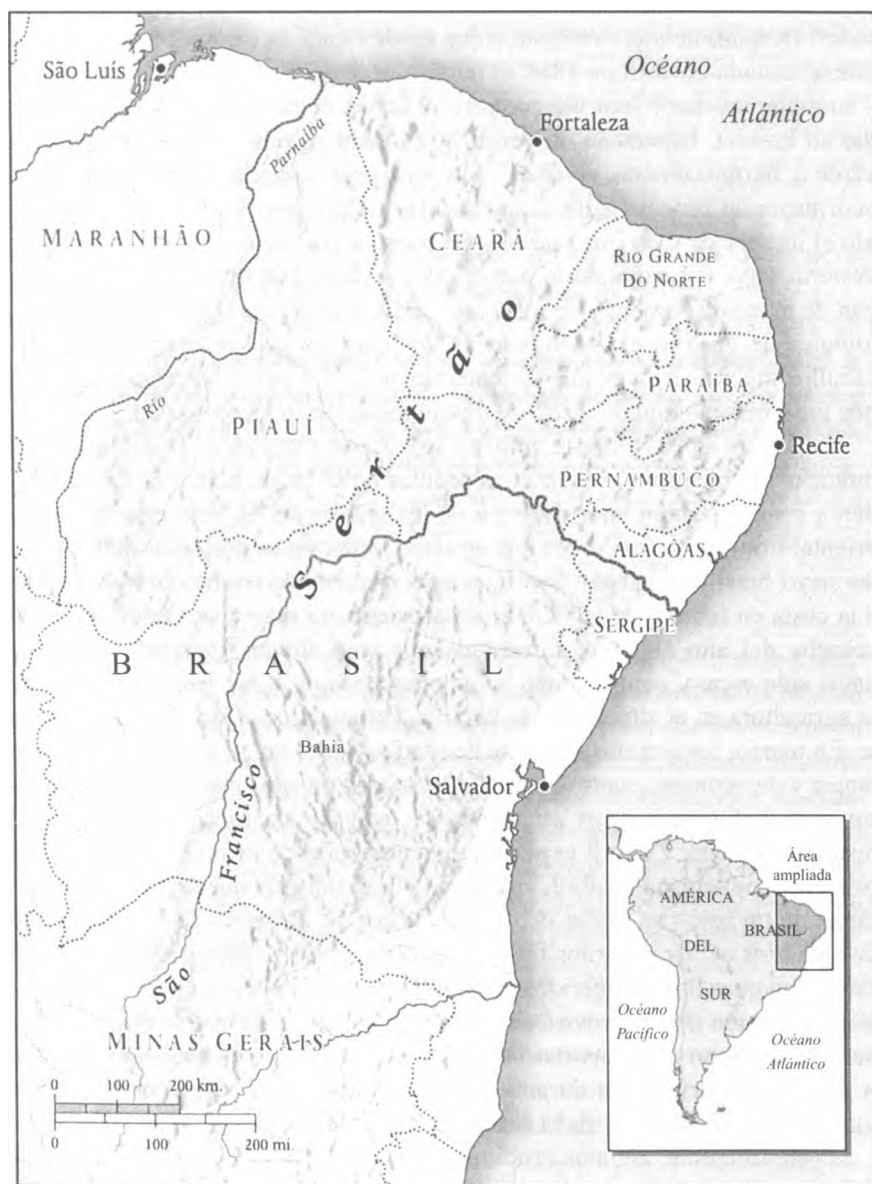 São Luís
Océano
Atlántico
Fortaleza
Parnaíba
MARANHÃO
CEARÁ
RIO GRANDE
DO NORTE
Sertão
PARAÍBA
Río
PIAUÍ
Recife
PERNAMBUCO
ALAGÔAS
SERGIPE
BRASIL
Bahia
Salvador
São Francisco
MINAS GERAIS
0 100 200 km.
0 100 200 mi.
Área
ampliada
AMÉRICA
BRASIL
DEL
SUR
Océano
Pacífico
Océano
Atlántico